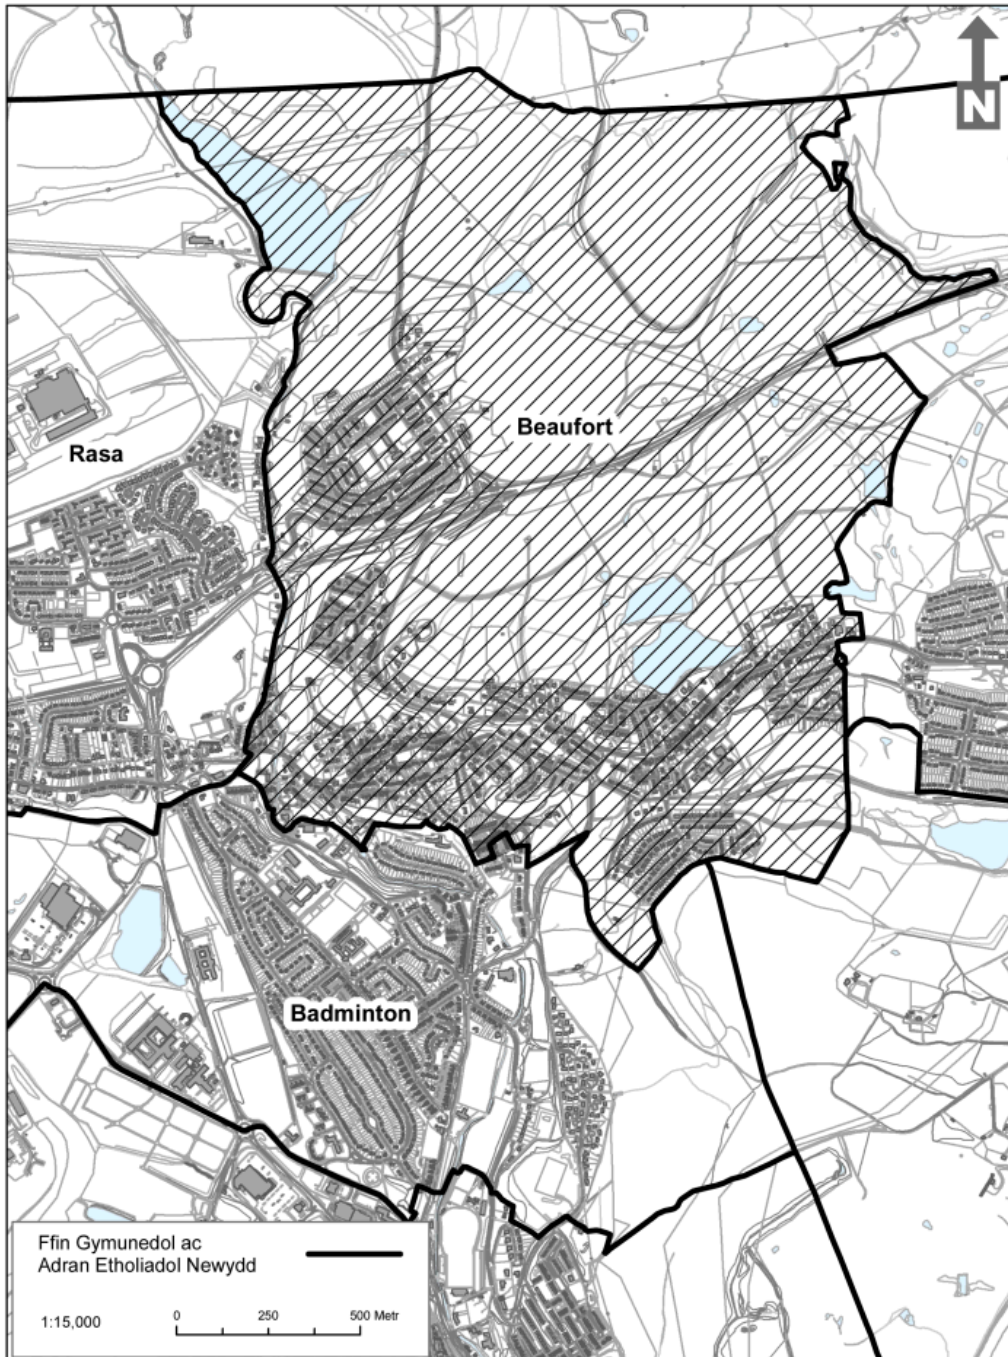 N
Beaufort
Rasa
Badminton
Ffin Gymunedol ac
Adran Etholiadol Newydd
1:15,000
0 250 500 Metr